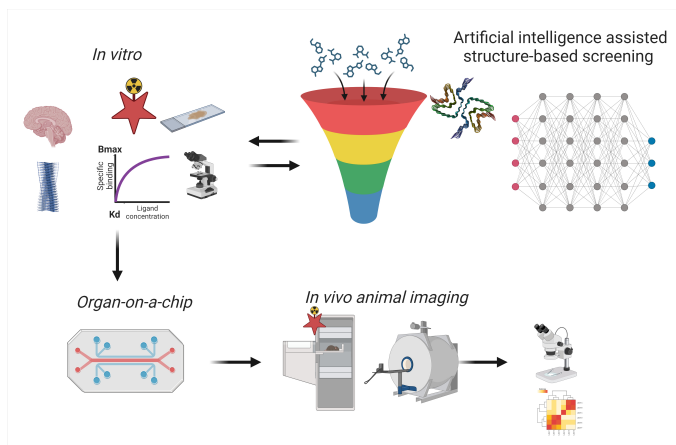 In vitro
Artificial intelligence assisted
structure-based screening
Bmax
Specific
binding
Kd
Ligand
concentration
Organ-on-a-chip
In vivo animal imaging